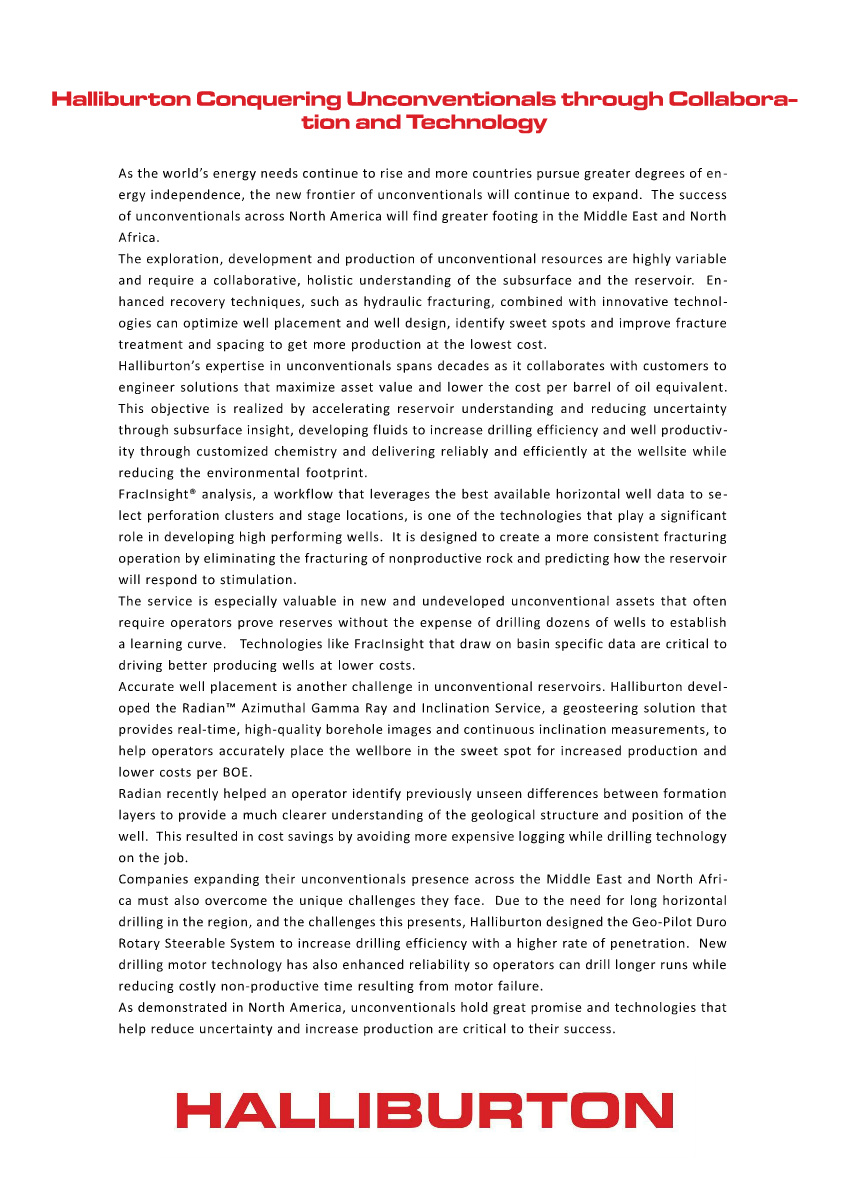 Halliburton Conquering Unconventionals through Collabora-
tion and Technology
As the world’s energy needs continue to rise and more countries pursue greater degrees of en-
ergy independence, the new frontier of unconventionals will continue to expand.  The success
of unconventionals across North America will find greater footing in the Middle East and North
Africa.
The exploration, development and production of unconventional resources are highly variable
and require a collaborative, holistic understanding of the subsurface and the reservoir.  En-
hanced recovery techniques, such as hydraulic fracturing, combined with innovative technol-
ogies can optimize well placement and well design, identify sweet spots and improve fracture
treatment and spacing to get more production at the lowest cost.
Halliburton’s expertise in unconventionals spans decades as it collaborates with customers to
engineer solutions that maximize asset value and lower the cost per barrel of oil equivalent.
This objective is realized by accelerating reservoir understanding and reducing uncertainty
through subsurface insight, developing fluids to increase drilling efficiency and well productiv-
ity through customized chemistry and delivering reliably and efficiently at the wellsite while
reducing the environmental footprint.
FracInsight® analysis, a workflow that leverages the best available horizontal well data to se-
lect perforation clusters and stage locations, is one of the technologies that play a significant
role in developing high performing wells.  It is designed to create a more consistent fracturing
operation by eliminating the fracturing of nonproductive rock and predicting how the reservoir
will respond to stimulation.
The service is especially valuable in new and undeveloped unconventional assets that often
require operators prove reserves without the expense of drilling dozens of wells to establish
a learning curve.   Technologies like FracInsight that draw on basin specific data are critical to
driving better producing wells at lower costs.
Accurate well placement is another challenge in unconventional reservoirs. Halliburton devel-
oped the Radian™ Azimuthal Gamma Ray and Inclination Service, a geosteering solution that
provides real-time, high-quality borehole images and continuous inclination measurements, to
help operators accurately place the wellbore in the sweet spot for increased production and
lower costs per BOE.
Radian recently helped an operator identify previously unseen differences between formation
layers to provide a much clearer understanding of the geological structure and position of the
well.  This resulted in cost savings by avoiding more expensive logging while drilling technology
on the job.
Companies expanding their unconventionals presence across the Middle East and North Afri-
ca must also overcome the unique challenges they face.  Due to the need for long horizontal
drilling in the region, and the challenges this presents, Halliburton designed the Geo-Pilot Duro
Rotary Steerable System to increase drilling efficiency with a higher rate of penetration.  New
drilling motor technology has also enhanced reliability so operators can drill longer runs while
reducing costly non-productive time resulting from motor failure.
As demonstrated in North America, unconventionals hold great promise and technologies that
help reduce uncertainty and increase production are critical to their success.
HALLIBURTON